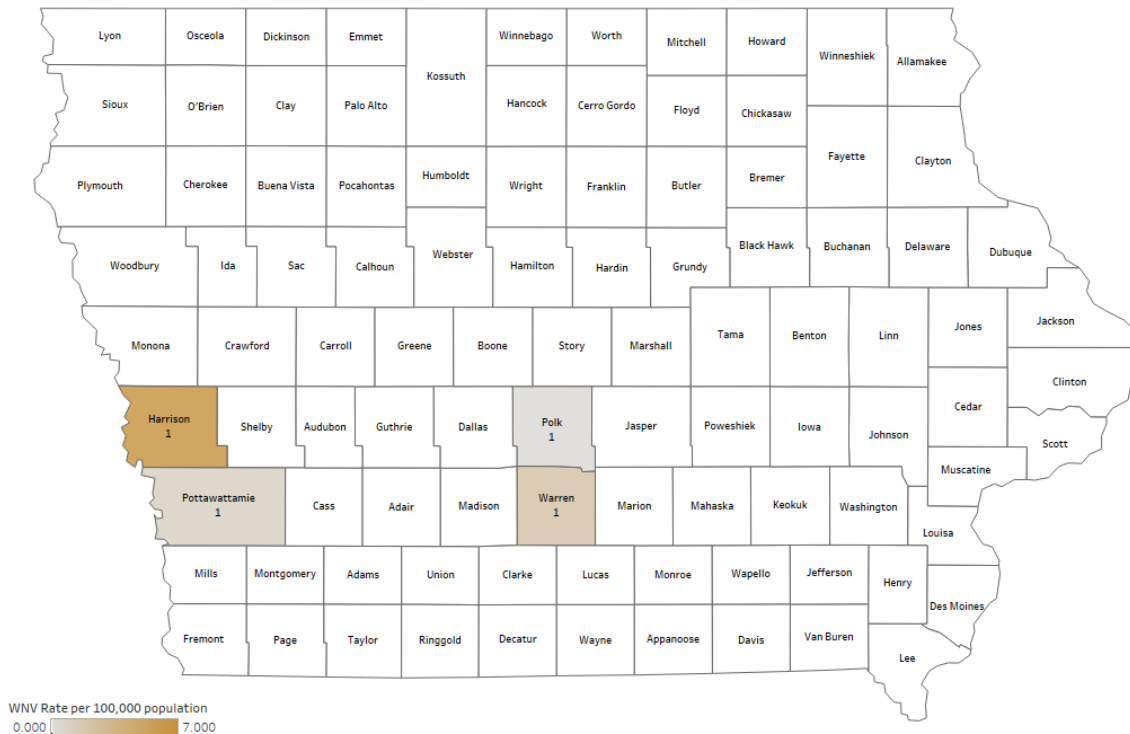 Lyon
Osceola
Dickinson
Emmet
Kossuth
Winnebago
Worth
Mitchell
Howard
Winneshiek
Allamakee
Sioux
O'Brien
Clay
Palo Alto
Hancock
Cerro Gordo
Floyd
Chickasaw
Fayette
Clayton
Plymouth
Cherokee
Buena Vista
Pocahontas
Humboldt
Wright
Franklin
Butler
Bremer
Woodbury
Ida
Sac
Calhoun
Webster
Hamilton
Hardin
Grundy
Black Hawk
Buchanan
Delaware
Dubuque
Monona
Crawford
Carroll
Greene
Boone
Story
Marshall
Tama
Benton
Linn
Jones
Jackson
Clinton
Harrison
1
Shelby
Audubon
Guthrie
Dallas
Polk
1
Jasper
Poweshiek
Iowa
Johnson
Cedar
Scott
Muscatine
Pottawattamie
1
Cass
Adair
Madison
Warren
1
Marion
Mahaska
Keokuk
Washington
Louisa
Mills
Montgomery
Adams
Union
Clarke
Lucas
Monroe
Wapello
Jefferson
Henry
Des Moines
Fremont
Page
Taylor
Ringgold
Decatur
Wayne
Appanoose
Davis
Van Buren
Lee
WNV Rate per 100,000 population
0.000 7.000